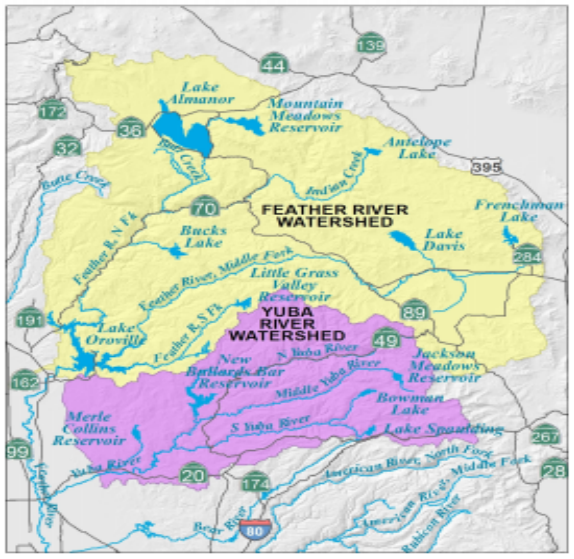 139
44
Lake
Almanor
172
36
Mountain
Meadows
Reservoir
32
Butt Creek
Antelope
Lake
395
Butte Creek
Indian Creek
70
FEATHER RIVER
WATERSHED
Frenchman
Lake
Feather R, N Fk
Bucks
Lake
Lake
Davis
284
Feather River, Middle Fork
Little Grass
Valley
Reservoir
191
Lake
Oroville
Feather R, S Fk
89
YUBA
RIVER
WATERSHED
49
N Yuba River
Jackson
Meadows
Reservoir
162
New
Bullards Bar
Reservoir
Middle Yuba River
Bowman
Lake
Merle
Collins
Reservoir
S Yuba River
Lake Spaulding
267
99
Yuba River
20
174
American River, North Fork
28
Feather River
American River, Middle Fork
Bear River
80
Rubicon River